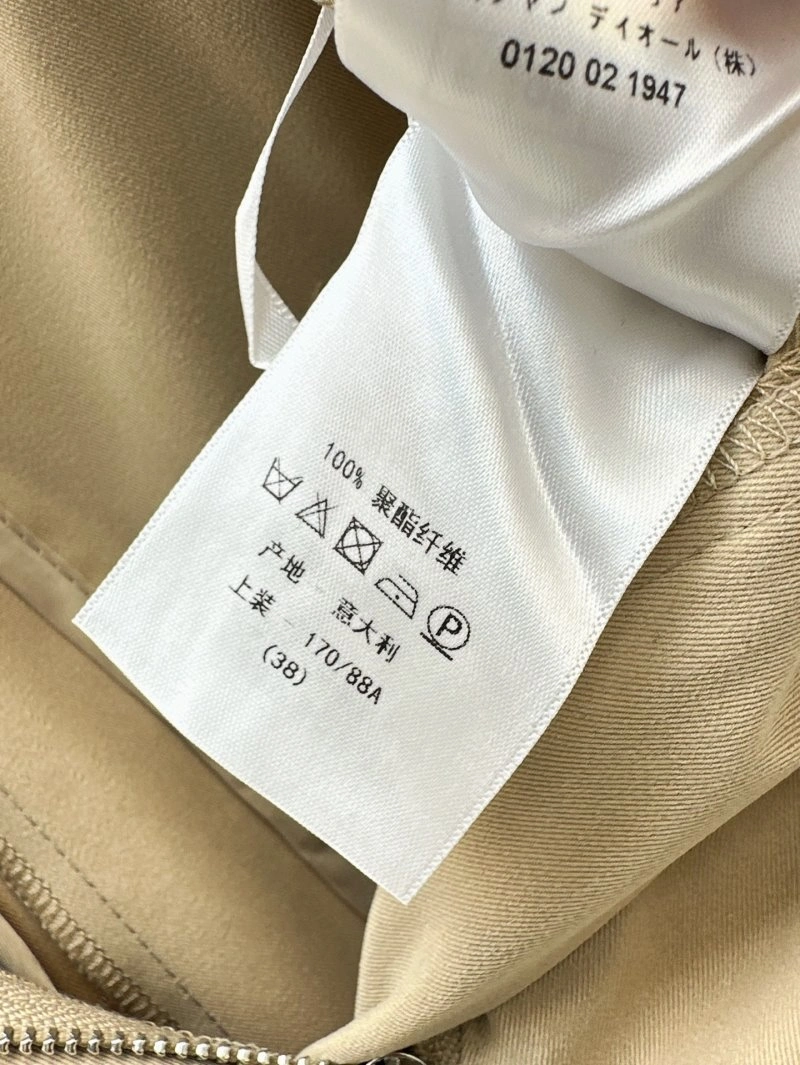 ディオール (株)
0120 02 1947
100% 聚酯纤维
P
产地 - 意大利
上装 - 170/88A
(38)